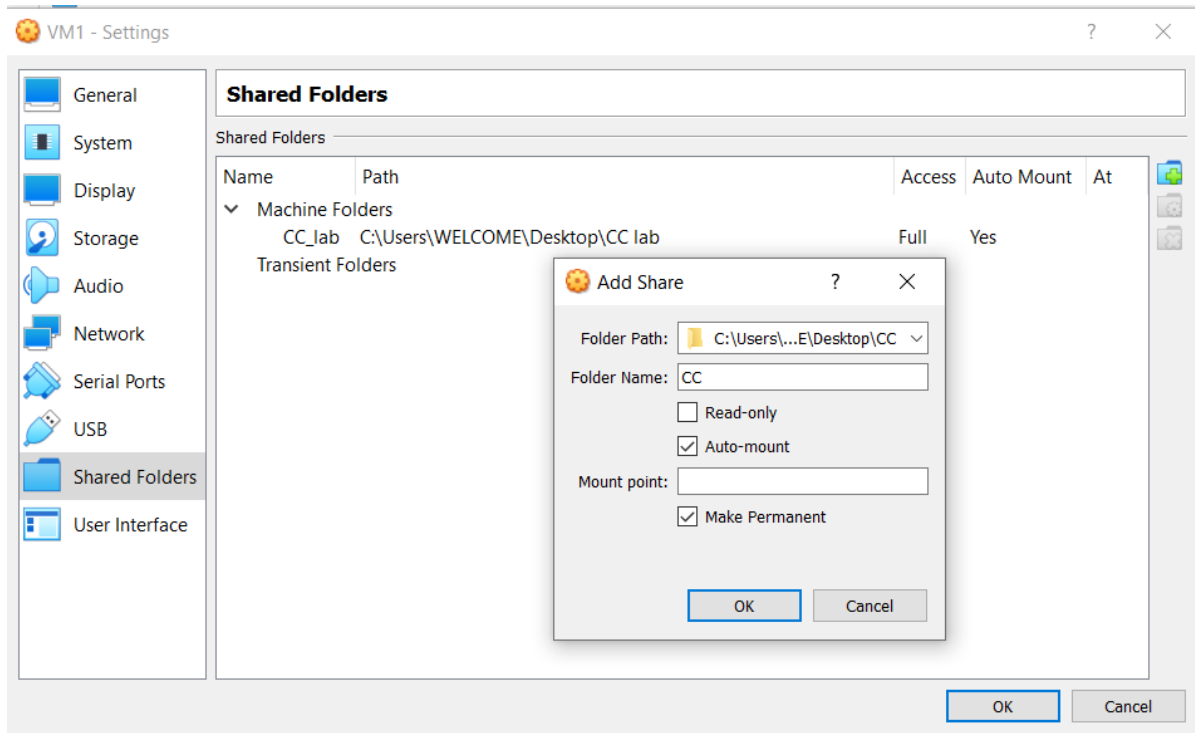 VM1 - Settings ?
General
System
Display
Storage
Audio
Network
Serial Ports
USB
Shared Folders
User Interface
Shared Folders
Shared Folders
Name Path Access Auto Mount At
Machine Folders
CC_lab C:\Users\WELCOME\Desktop\CC lab Full Yes
Transient Folders
Add Share ?
Folder Path: C:\Users\...E\Desktop\CC
Folder Name: CC
Read-only
Auto-mount
Mount point:
Make Permanent
OK Cancel
OK Cancel